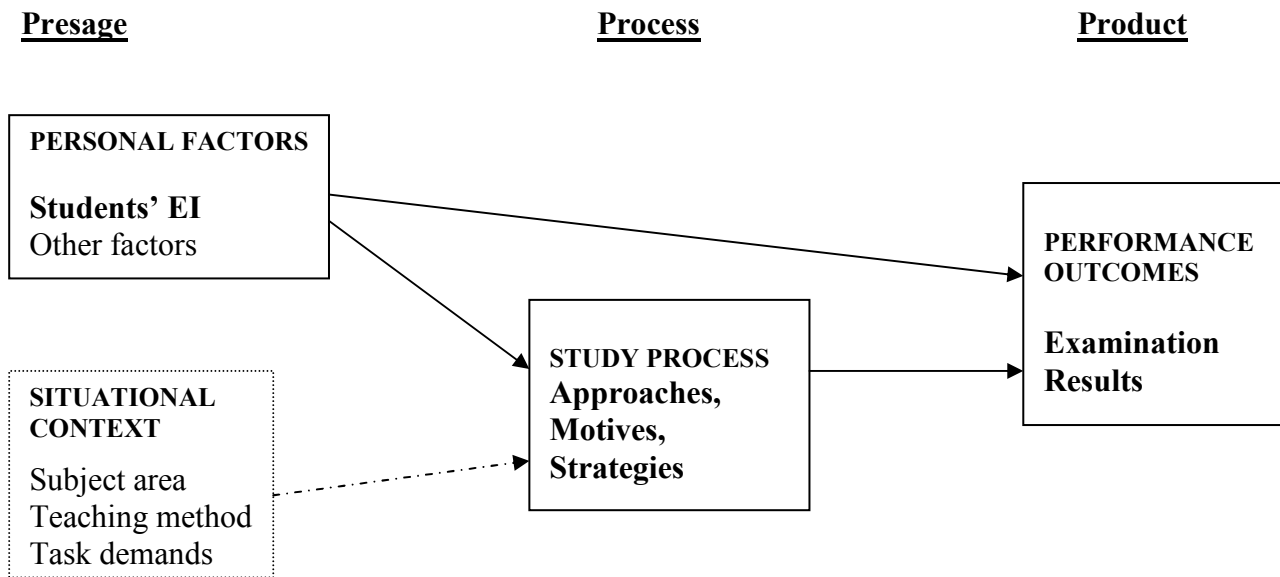 Presage
Process
Product
PERSONAL FACTORS
Students’ EI
Other factors
SITUATIONAL
CONTEXT
Subject area
Teaching method
Task demands
STUDY PROCESS
Approaches,
Motives,
Strategies
PERFORMANCE
OUTCOMES
Examination
Results